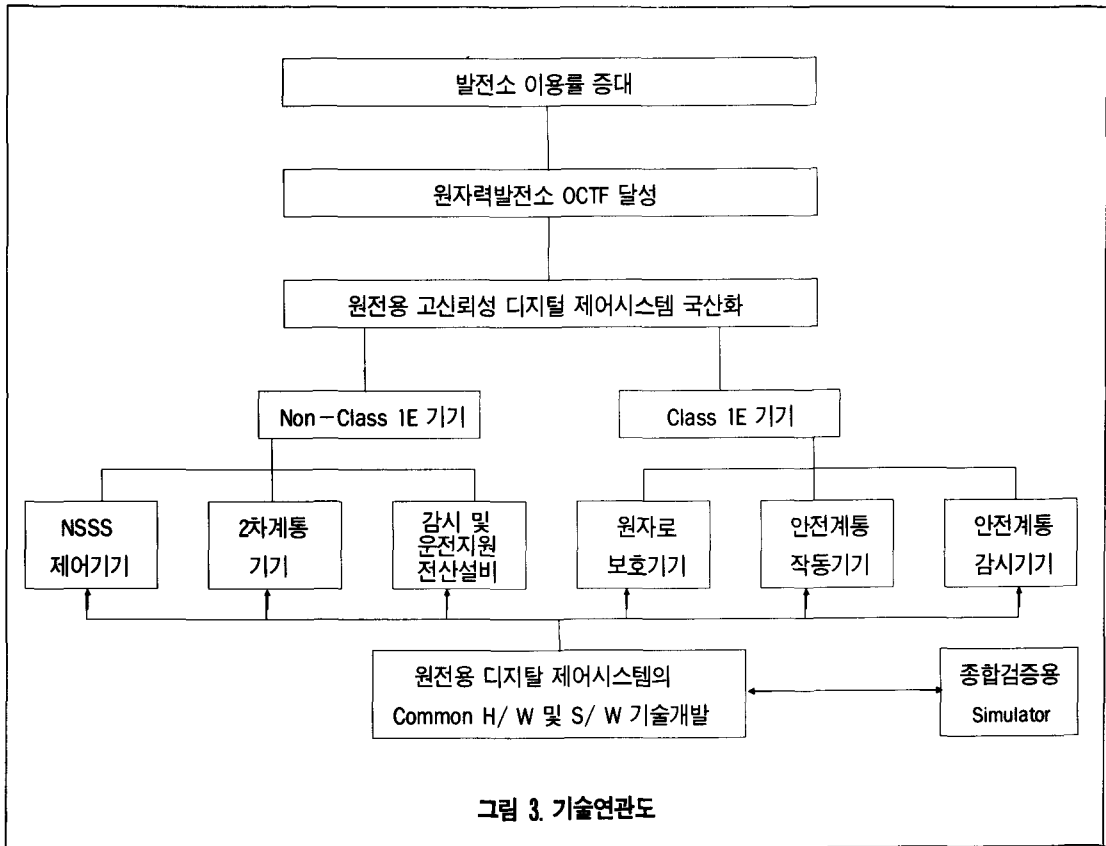 발전소 이용률 증대
원자력발전소 OCTF 달성
원전용 고신뢰성 디지털 제어시스템 국산화
Non-Class 1E 기기
Class 1E 기기
NSSS
제어기기
2차계통
기기
감시 및
운전지원
전산설비
원자로
보호기기
안전계통
작동기기
안전계통
감시기기
원전용 디지탈 제어시스템의
Common H/W 및 S/W 기술개발
종합검증용
Simulator
그림 3. 기술연관도